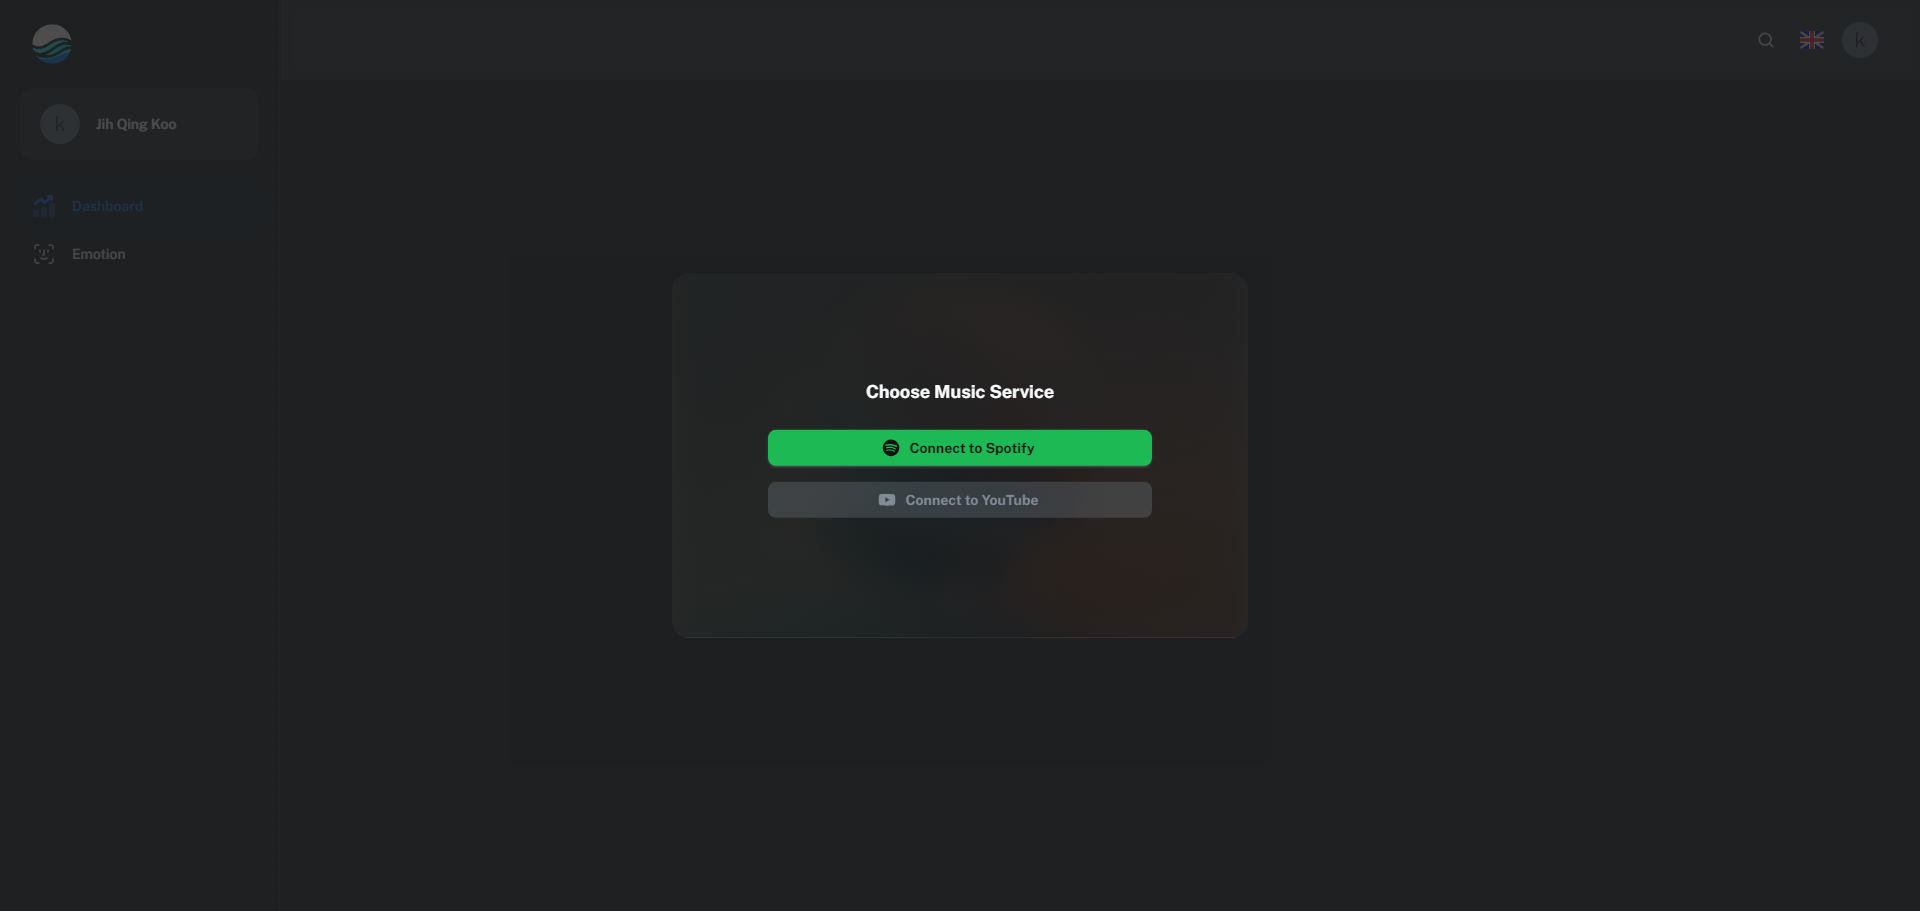 k
Jih Qing Koo
Dashboard
Emotion
k
Choose Music Service
Connect to Spotify
Connect to YouTube